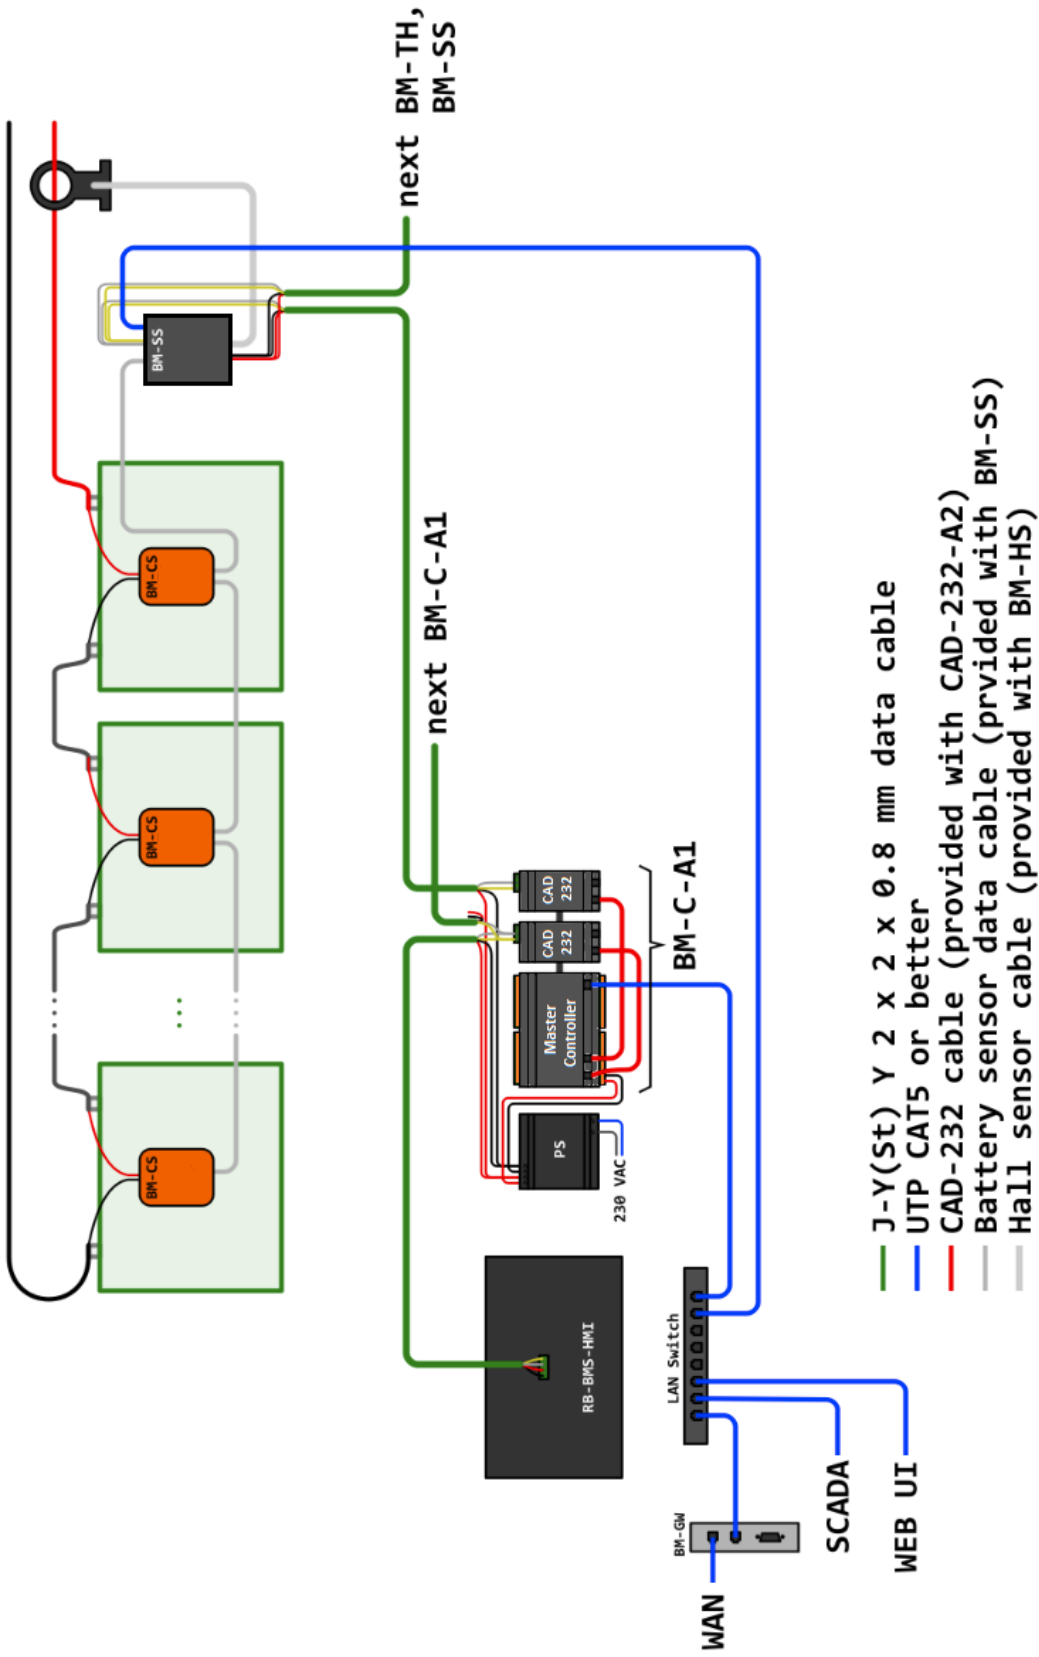 BM-CS
BM-CS
BM-CS
BM-SS
next BM-TH,
BM-SS
next BM-C-A1
RB-BMS-HMI
PS
230 VAC
Master
Controller
CAD
232
CAD
232
BM-C-A1
LAN Switch
BM-GW
WAN
SCADA
WEB UI
J-Y(St) Y 2 x 2 x 0.8 mm data cable
UTP CAT5 or better
CAD-232 cable (provided with CAD-232-A2)
Battery sensor data cable (prvided with BM-SS)
Hall sensor cable (provided with BM-HS)